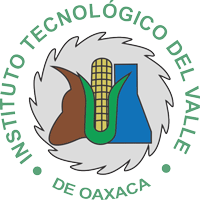 INSTITUTO TECNOLÓGICO DEL VALLE
DE OAXACA